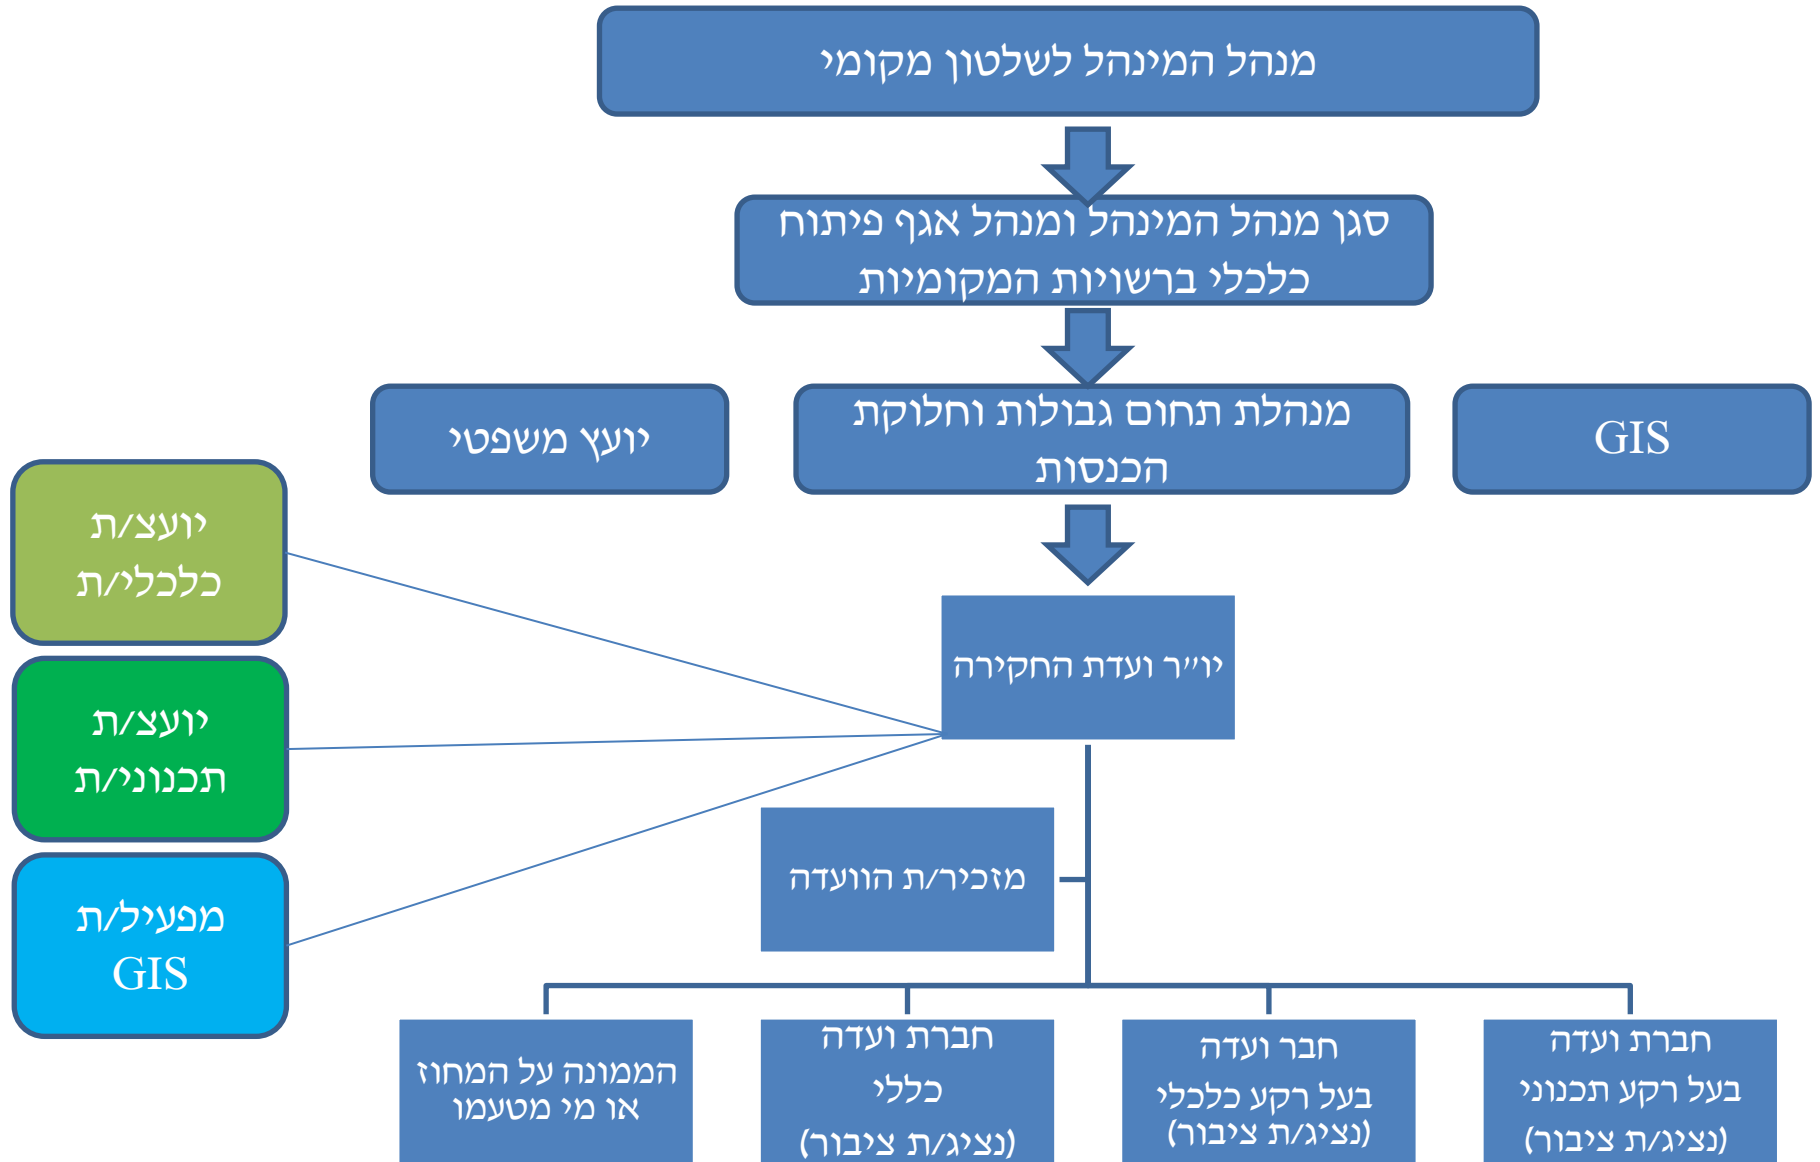 מנהל המינהל לשלטון מקומי
סגן מנהל המינהל ומנהל אגף פיתוח
כלכלי ברשויות המקומיות
GIS
מנהלת תחום גבולות וחלוקת
הכנסות
יועץ משפטי
יועצ/ת
כלכלי/ת
יועצ/ת
תכנוני/ת
מפעיל/ת
GIS
יו"ר ועדת החקירה
מזכיר/ת הוועדה
חברת ועדה
בעל רקע תכנוני
(נציג/ת ציבור)
חבר ועדה
בעל רקע כלכלי
(נציג/ת ציבור)
חברת ועדה
כללי
(נציג/ת ציבור)
הממונה על המחוז
או מי מטעמו